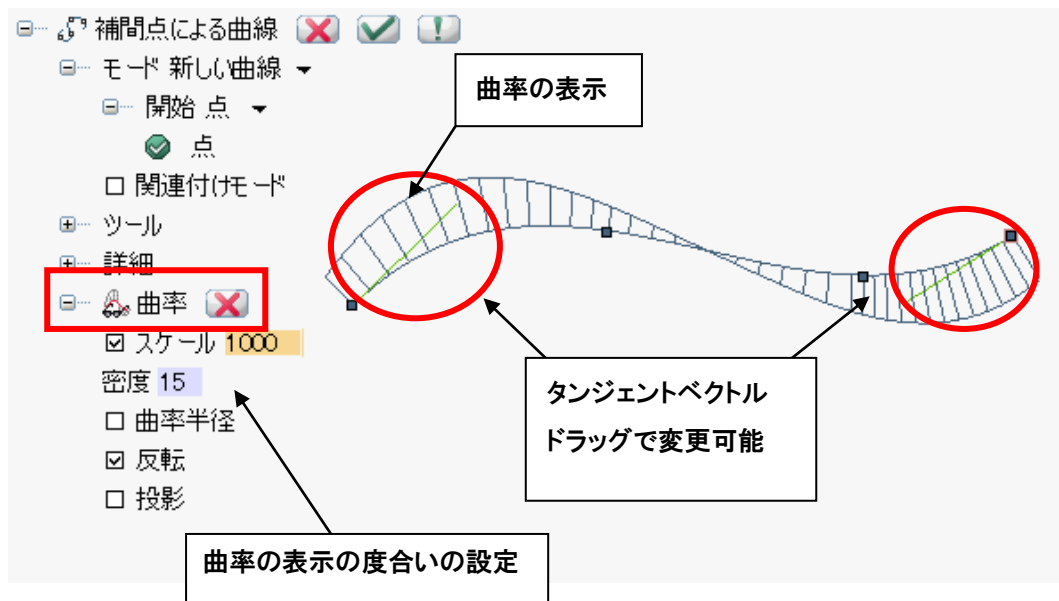 補間点による曲線
モード 新しい曲線
開始 点
点
関連付けモード
ツール
詳細
曲率
スケール 1000
密度 15
曲率半径
反転
投影
曲率の表示
タンジェントベクトル
ドラッグで変更可能
曲率の表示の度合いの設定